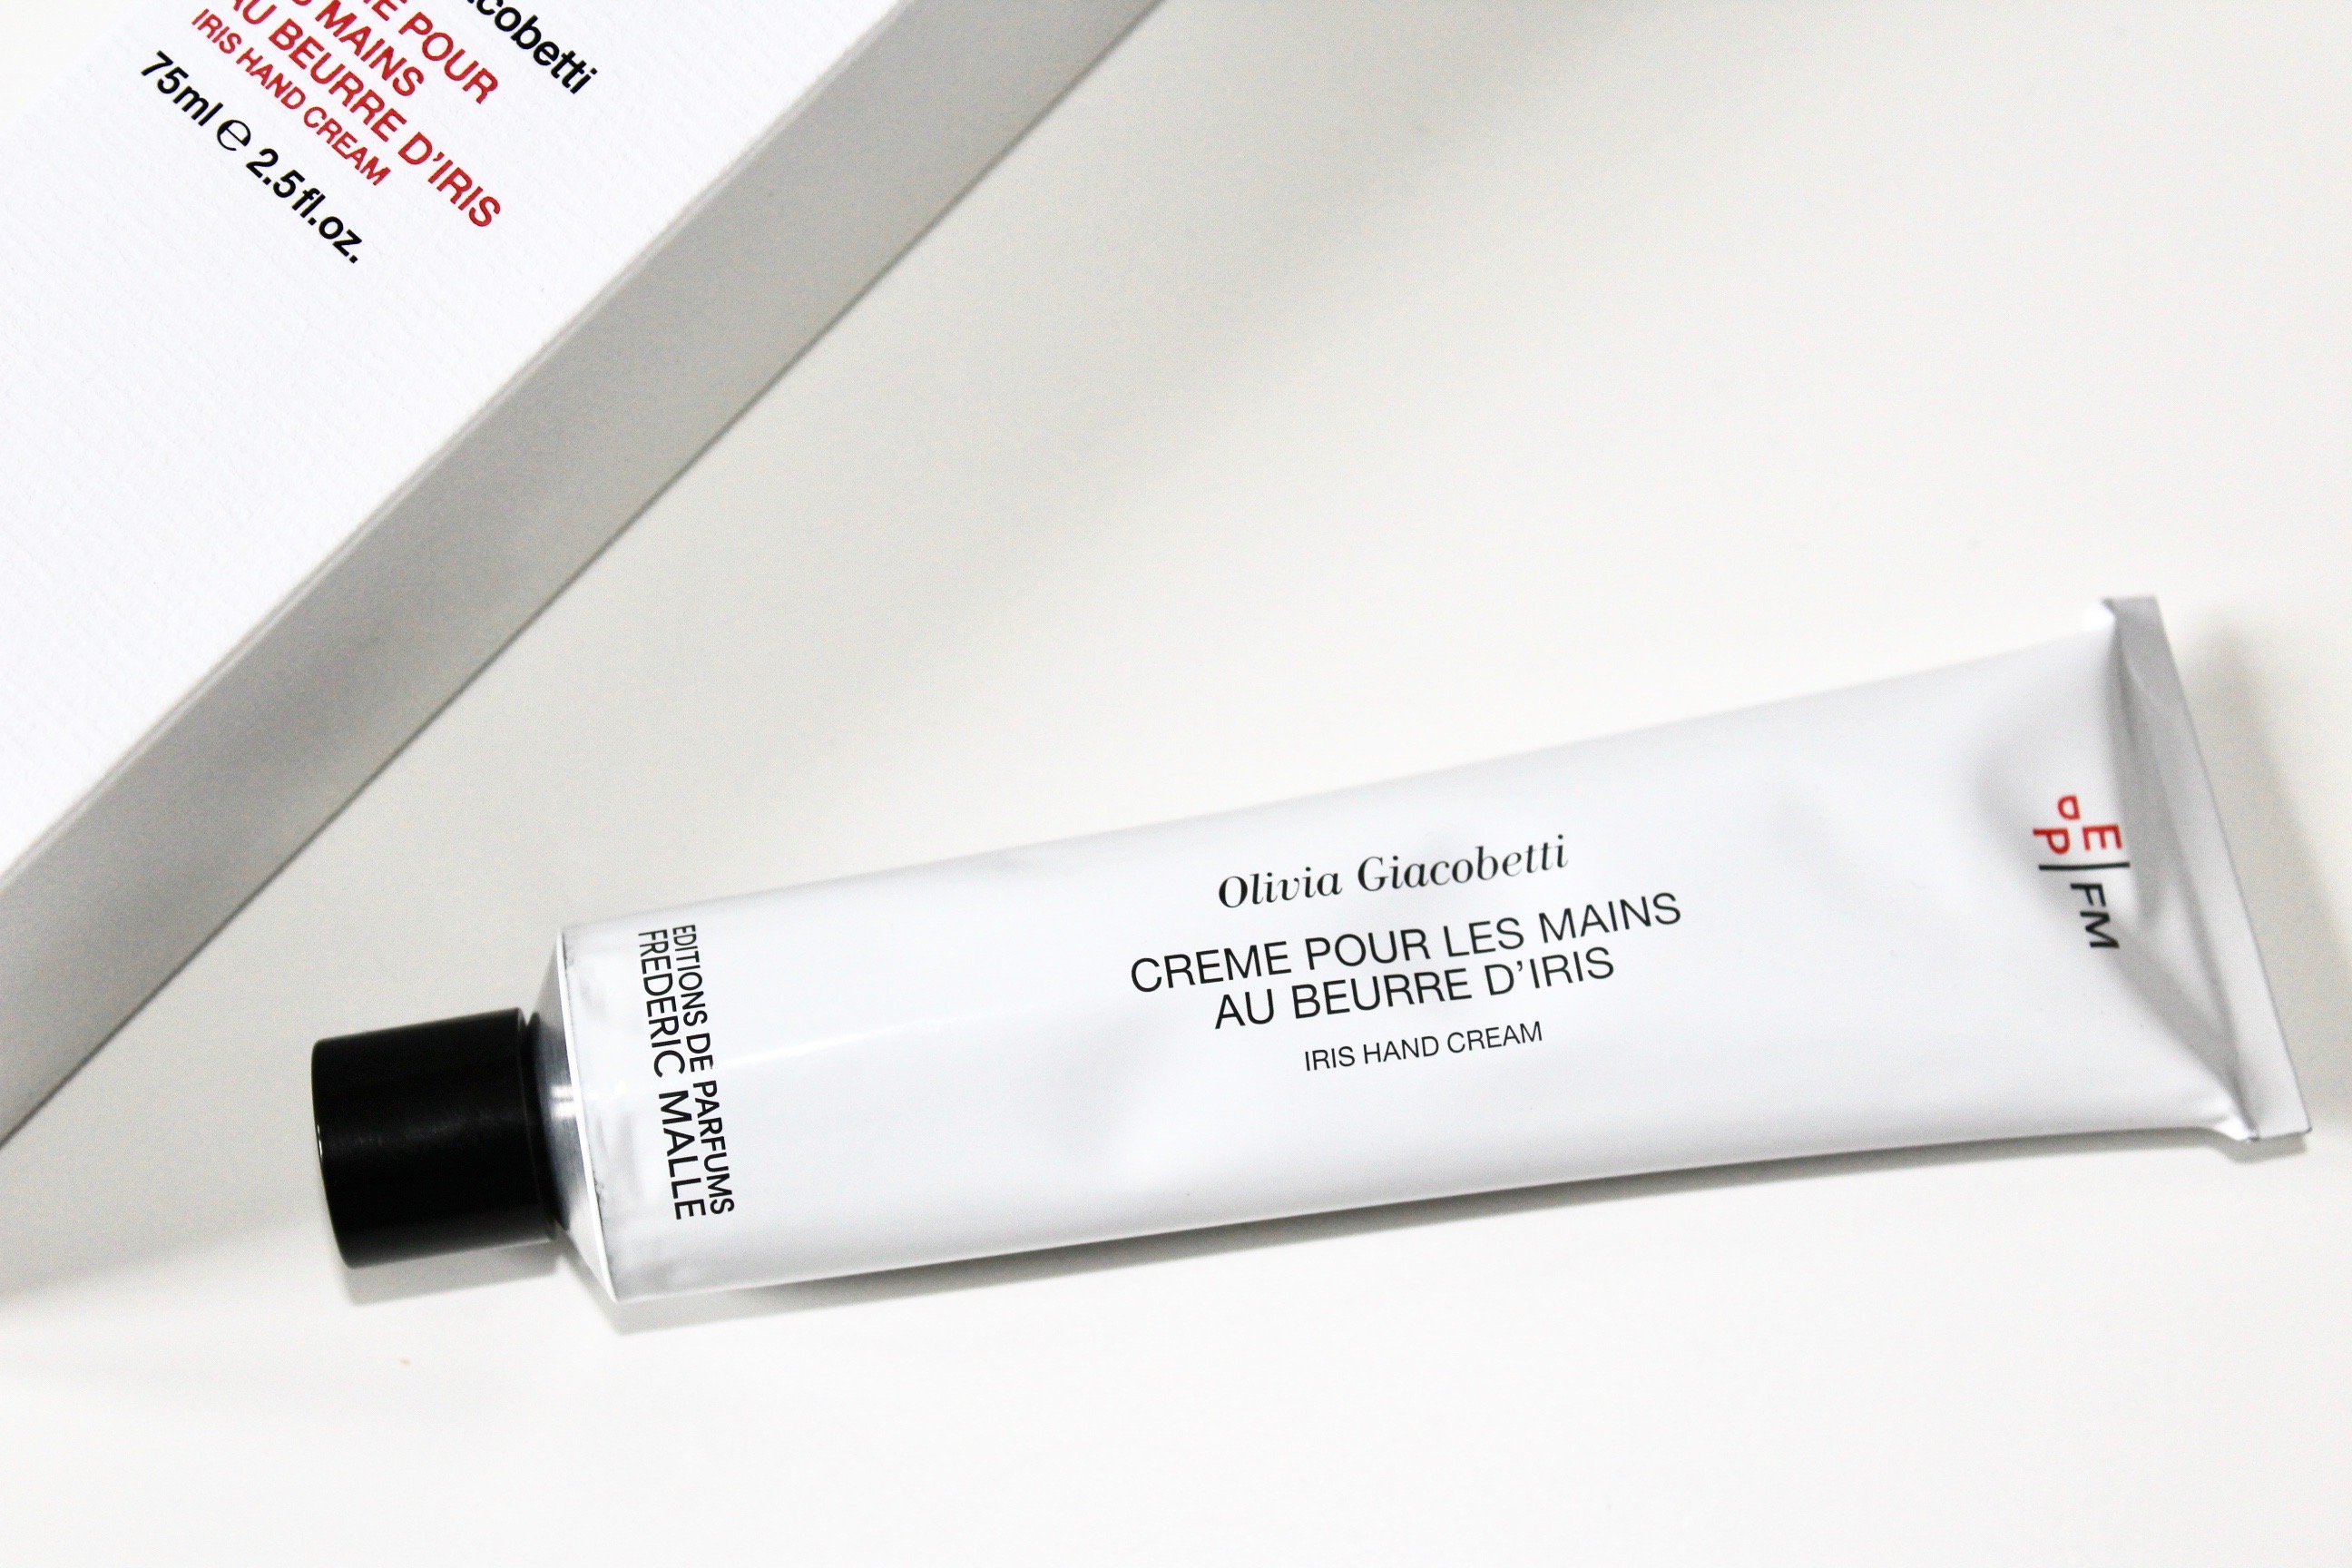 POUR
MAINS
AU BEURRE D'IRIS
IRIS HAND CREAM
75ml ℮ 2.5fl.oz.
Olivia Giacobetti
CREME POUR LES MAINS
AU BEURRE D'IRIS
IRIS HAND CREAM
EDITIONS DE PARFUMS
FREDERIC MALLE
E
D
P
FM